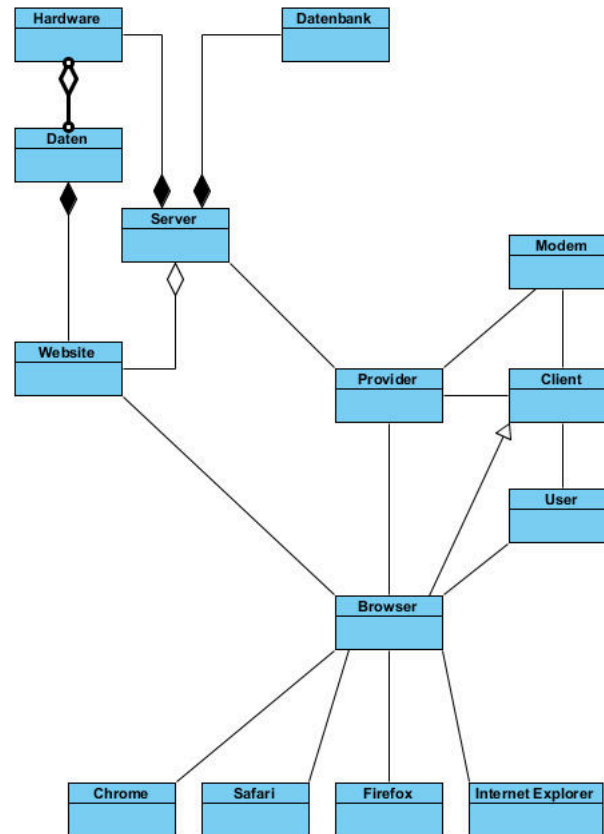 Hardware
Datenbank
Daten
Server
Modem
Website
Provider
Client
User
Browser
Chrome
Safari
Firefox
Internet Explorer